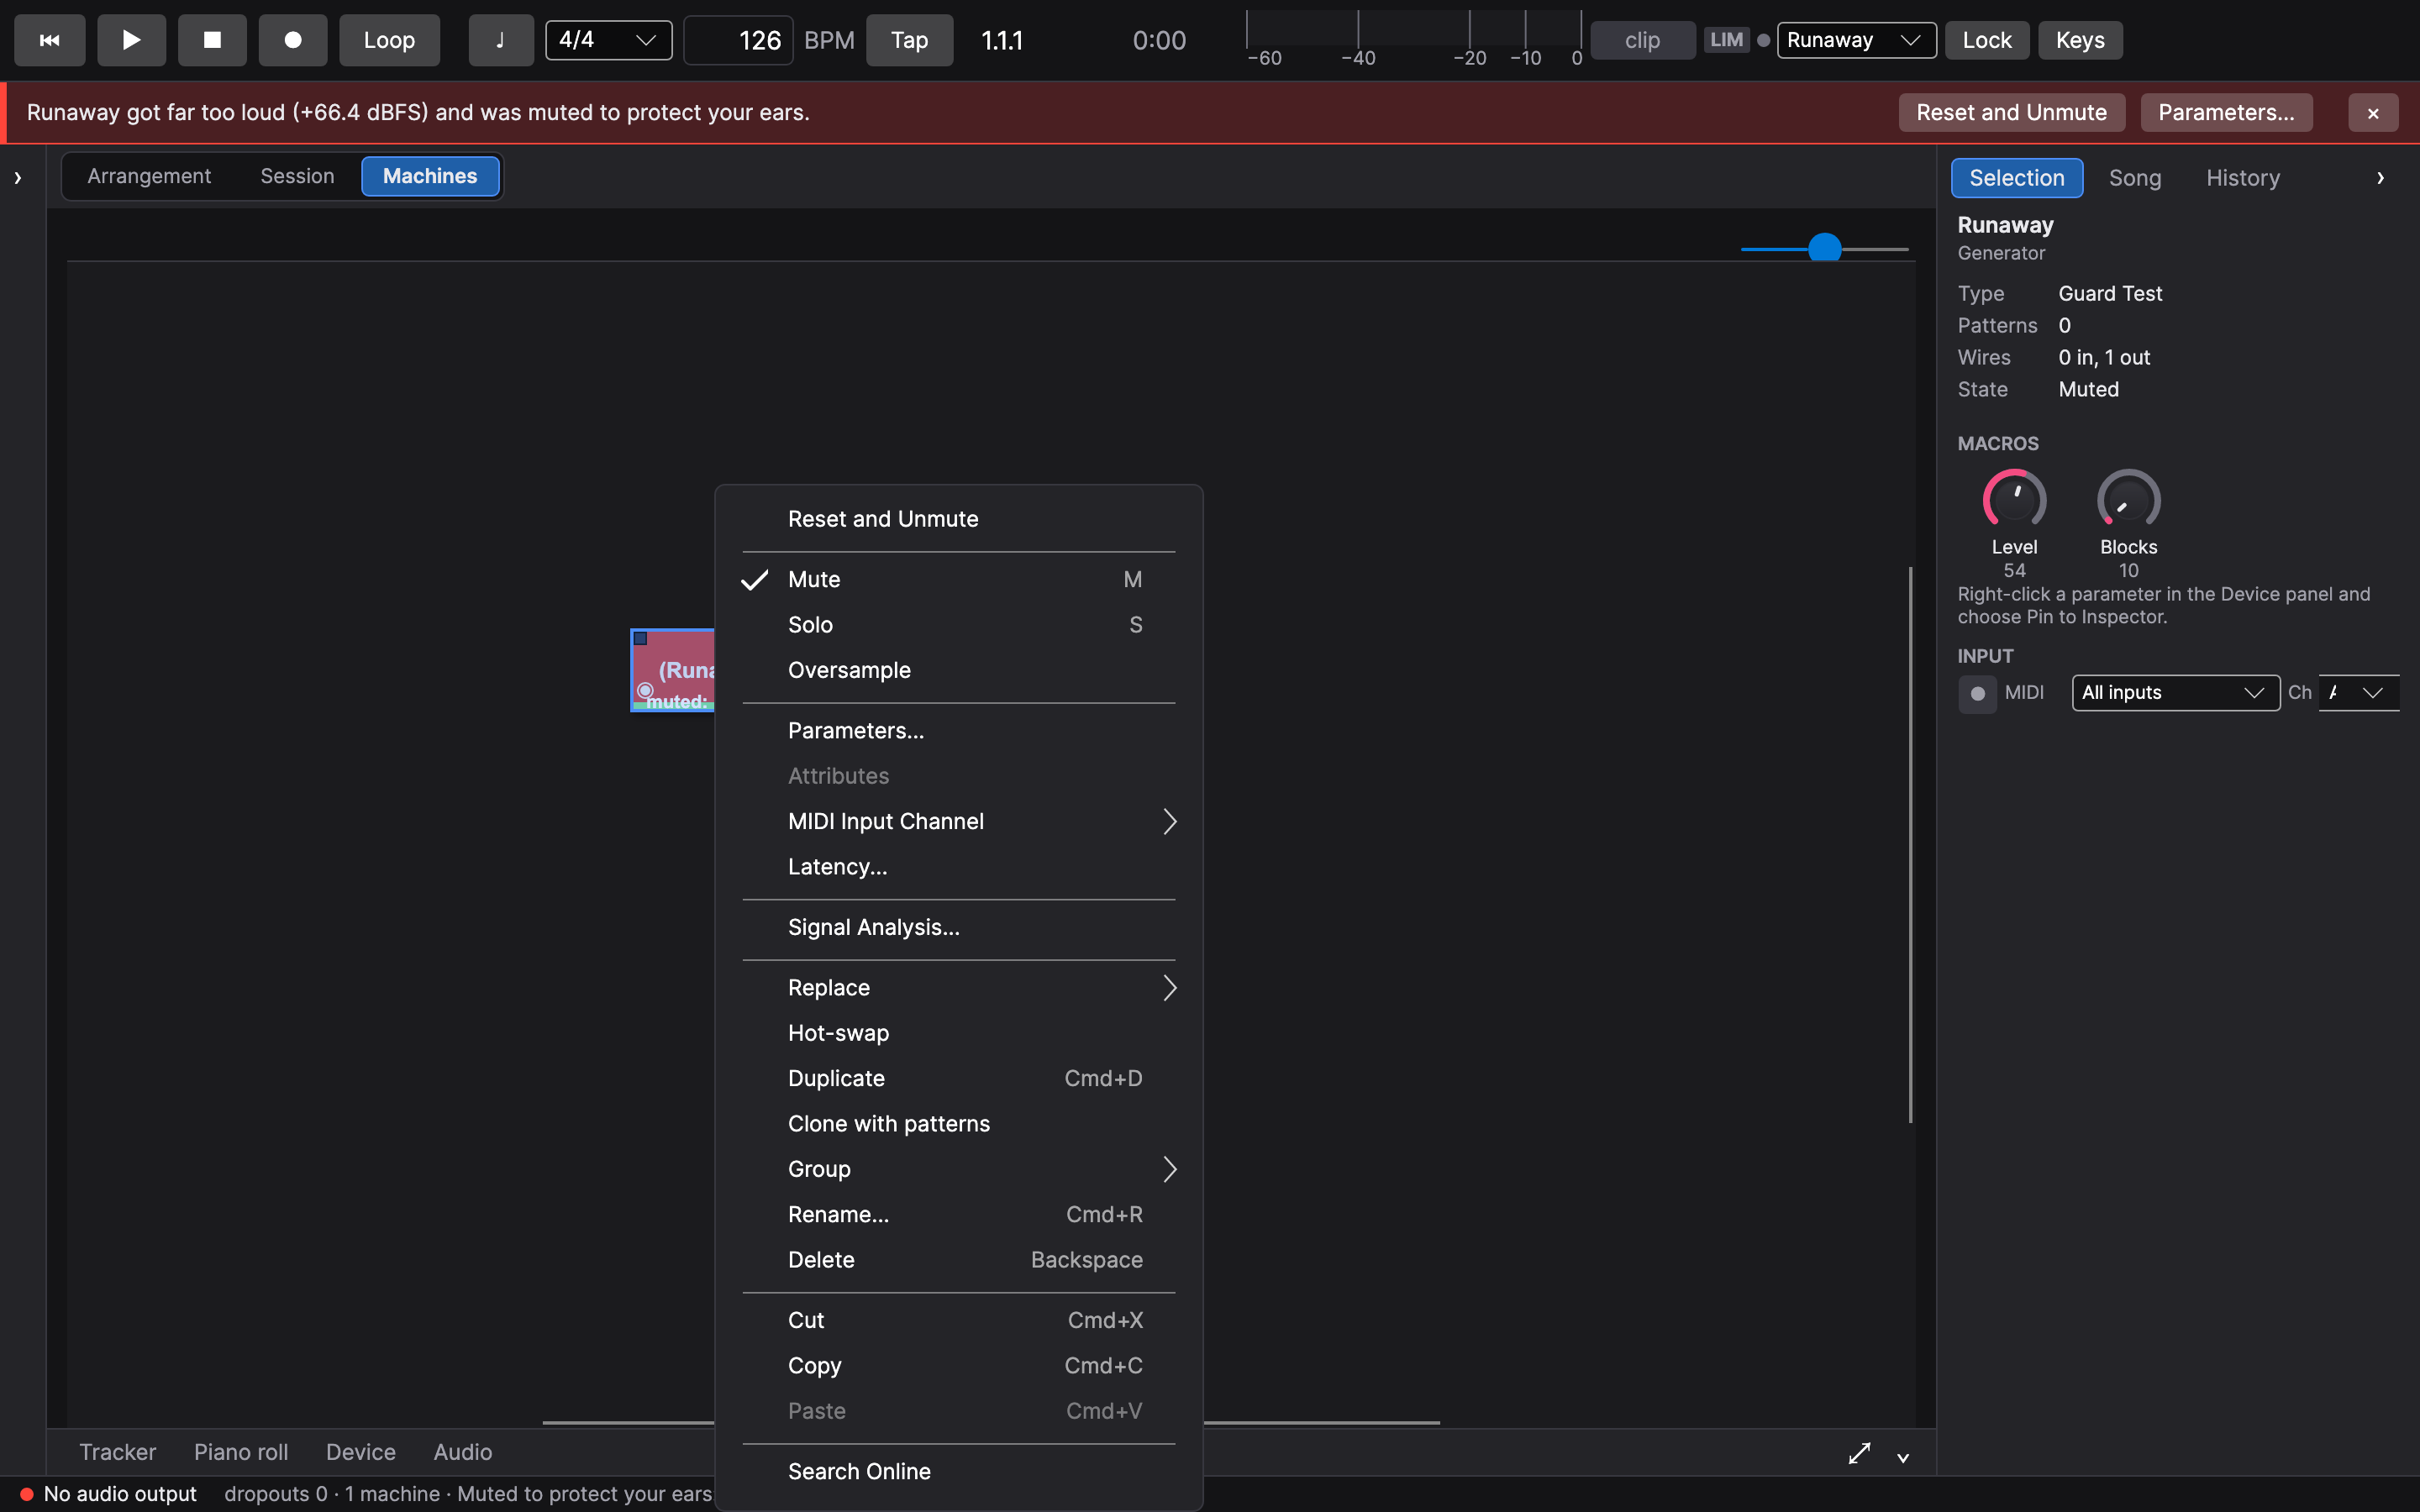 Loop
4/4
126 BPM
Tap
1.1.1
0:00
-60 -40 -20 -10 0
clip
LIM
Runaway
Lock
Keys
Runaway got far too loud (+66.4 dBFS) and was muted to protect your ears.
Reset and Unmute
Parameters...
Arrangement
Session
Machines
Selection
Song
History
Runaway
Generator
Type Guard Test
Patterns 0
Wires 0 in, 1 out
State Muted
MACROS
Level
54
Blocks
10
Right-click a parameter in the Device panel and
choose Pin to Inspector.
INPUT
MIDI
All inputs
Ch
(Runa
muted:
Reset and Unmute
Mute M
Solo S
Oversample
Parameters...
Attributes
MIDI Input Channel
Latency...
Signal Analysis...
Replace
Hot-swap
Duplicate Cmd+D
Clone with patterns
Group
Rename... Cmd+R
Delete Backspace
Cut Cmd+X
Copy Cmd+C
Paste Cmd+V
Search Online
Tracker
Piano roll
Device
Audio
No audio output
dropouts 0 · 1 machine · Muted to protect your ears